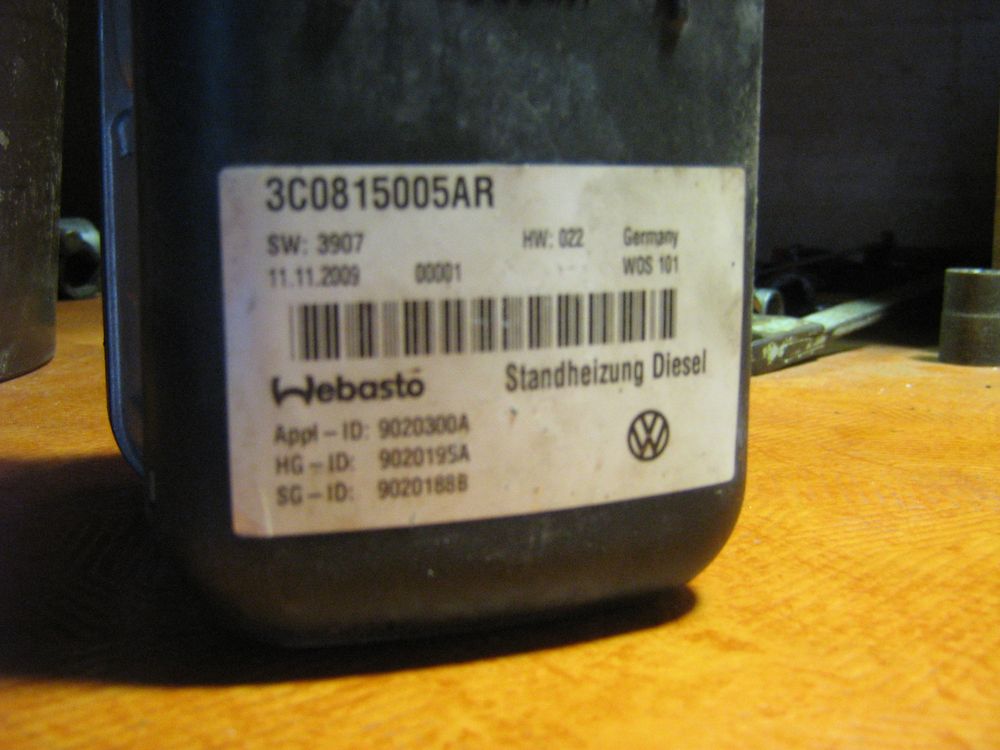 3C0815005AR
SW: 3907 HW: 022 Germany
11.11.2009 00001 WOS 101
Webasto Standheizung Diesel
Appl-ID: 9020300A
HG-ID: 9020195A
SG-ID: 9020188B